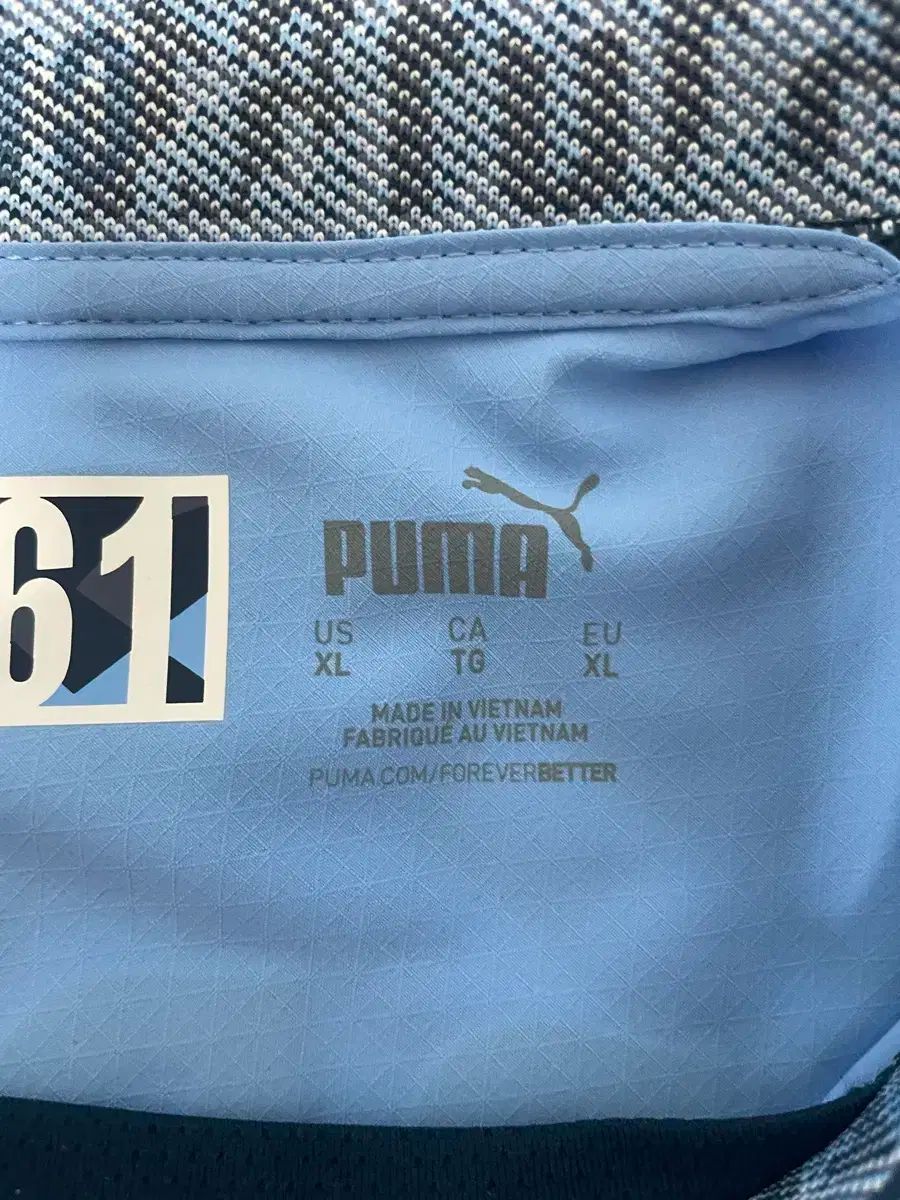 61
PUMA
US CA EU
XL TG XL
MADE IN VIETNAM
FABRIQUÉ AU VIETNAM
PUMA.COM/FOREVERBETTER